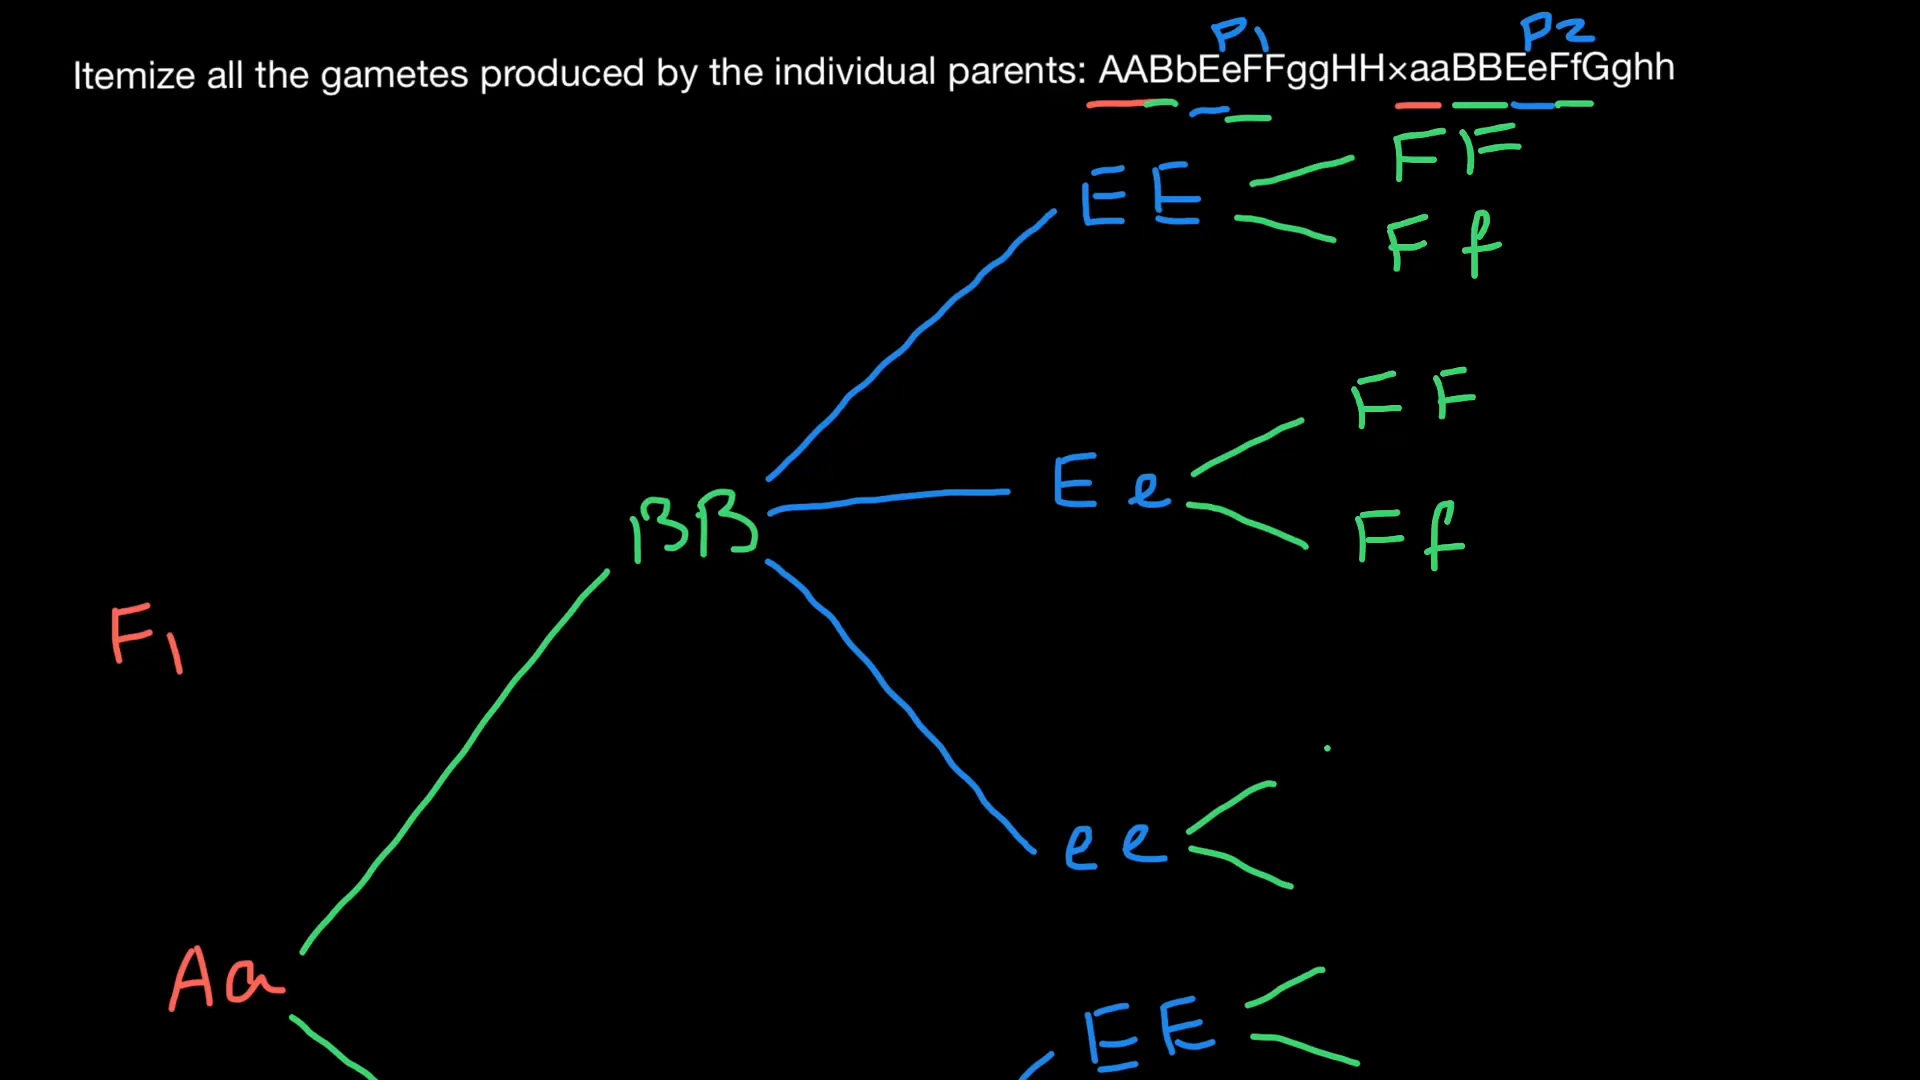 P1 P2
Itemize all the gametes produced by the individual parents: AABbEeFFggHH×aaBBEeFfGghh
FF
EE
Ff
FF
Ee
BB
Ff
F1
ee
Aa
EE